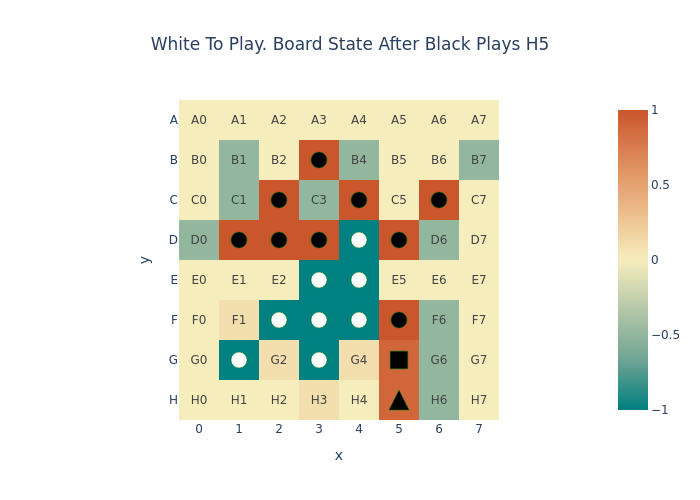 White To Play. Board State After Black Plays H5
A A0 A1 A2 A3 A4 A5 A6 A7
B B0 B1 B2 B4 B5 B6 B7
C C0 C1 C3 C5 C7
D D0 D6 D7
E E0 E1 E2 E5 E6 E7
F F0 F1 F6 F7
G G0 G2 G4 G6 G7
H H0 H1 H2 H3 H4 H6 H7
0 1 2 3 4 5 6 7
x
y
1
0.5
0
−0.5
−1